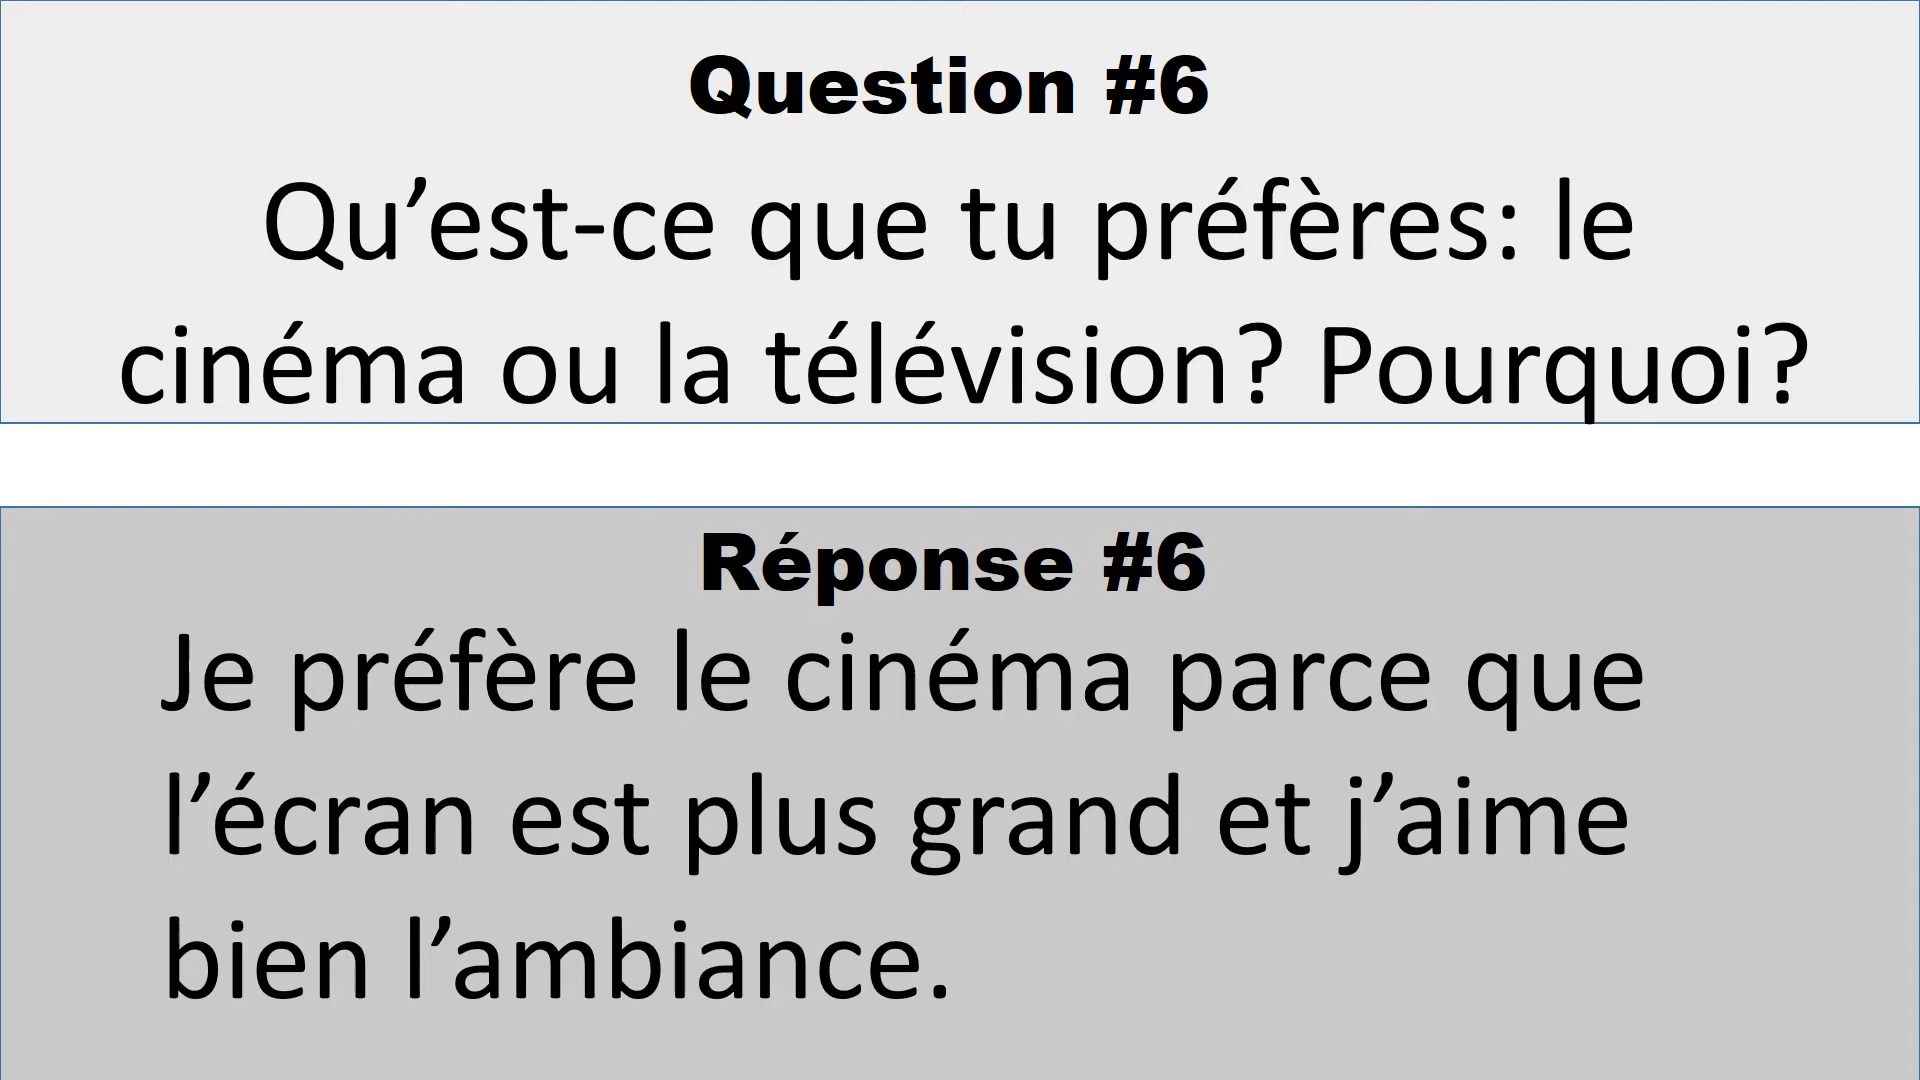 Question #6
Qu’est-ce que tu préfères: le
cinéma ou la télévision? Pourquoi?
Réponse #6
Je préfère le cinéma parce que
l’écran est plus grand et j’aime
bien l’ambiance.